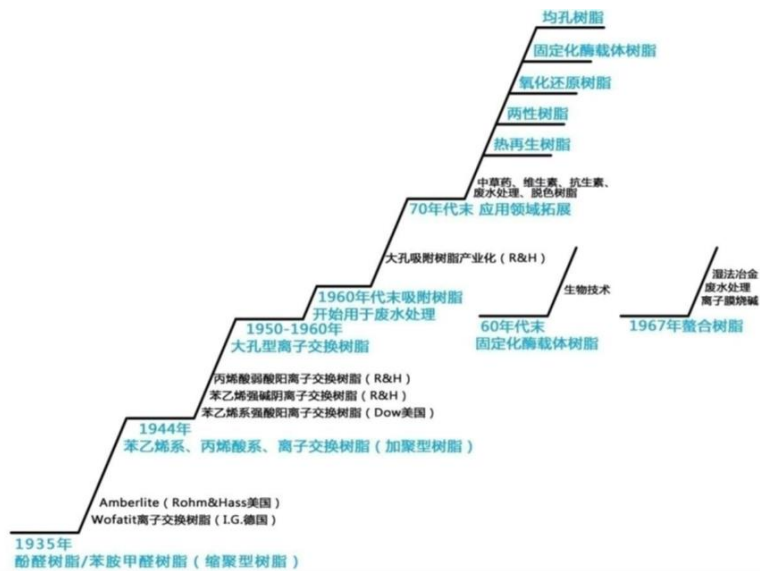 均孔树脂
固定化酶载体树脂
氧化还原树脂
两性树脂
热再生树脂
中草药、维生素、抗生素、
废水处理、脱色树脂
70年代末 应用领域拓展
大孔吸附树脂产业化（R&H）
1960年代末吸附树脂
开始用于废水处理
生物技术
60年代末
固定化酶载体树脂
湿法冶金
废水处理
离子膜烧碱
1967年螯合树脂
1950-1960年
大孔型离子交换树脂
丙烯酸弱酸阳离子交换树脂（R&H）
苯乙烯强碱阴离子交换树脂（R&H）
苯乙烯系强酸阳离子交换树脂（Dow美国）
1944年
苯乙烯系、丙烯酸系、离子交换树脂（加聚型树脂）
Amberlite（Rohm&Hass美国）
Wofatit离子交换树脂（I.G.德国）
1935年
酚醛树脂/苯胺甲醛树脂（缩聚型树脂）